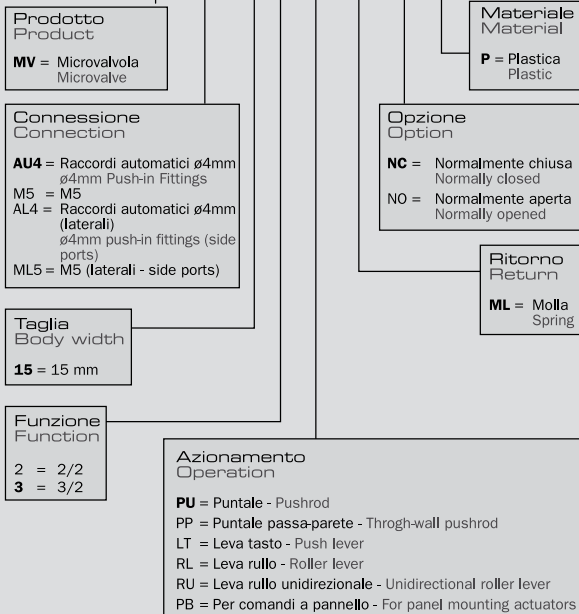 Prodotto
Product
MV = Microvalvola
Microvalve
Materiale
Material
P = Plastica
Plastic
Connessione
Connection
AU4 = Raccordi automatici ø4mm
ø4mm Push-in Fittings
M5 = M5
AL4 = Raccordi automatici ø4mm
(laterali)
ø4mm push-in fittings (side
ports)
ML5 = M5 (laterali - side ports)
Opzione
Option
NC = Normalmente chiusa
Normally closed
NO = Normalmente aperta
Normally opened
Ritorno
Return
ML = Molla
Spring
Taglia
Body width
15 = 15 mm
Funzione
Function
2 = 2/2
3 = 3/2
Azionamento
Operation
PU = Puntale - Pushrod
PP = Puntale passa-parete - Throgh-wall pushrod
LT = Leva tasto - Push lever
RL = Leva rullo - Roller lever
RU = Leva rullo unidirezionale - Unidirectional roller lever
PB = Per comandi a pannello - For panel mounting actuators